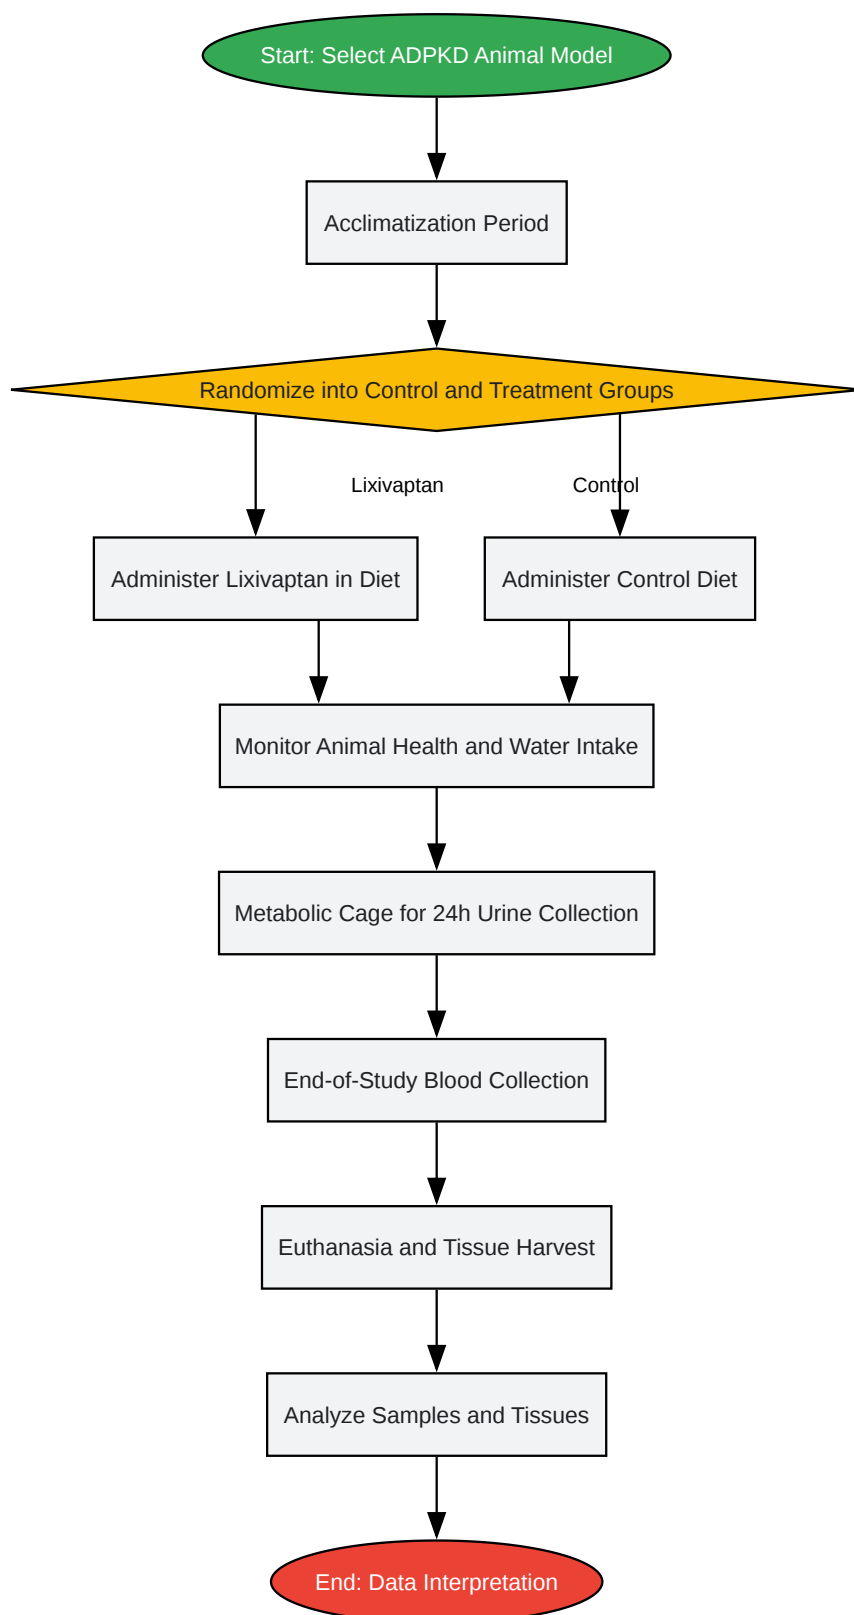 Start: Select ADPKD Animal Model
Acclimatization Period
Randomize into Control and Treatment Groups
Lixivaptan
Control
Administer Lixivaptan in Diet
Administer Control Diet
Monitor Animal Health and Water Intake
Metabolic Cage for 24h Urine Collection
End-of-Study Blood Collection
Euthanasia and Tissue Harvest
Analyze Samples and Tissues
End: Data Interpretation